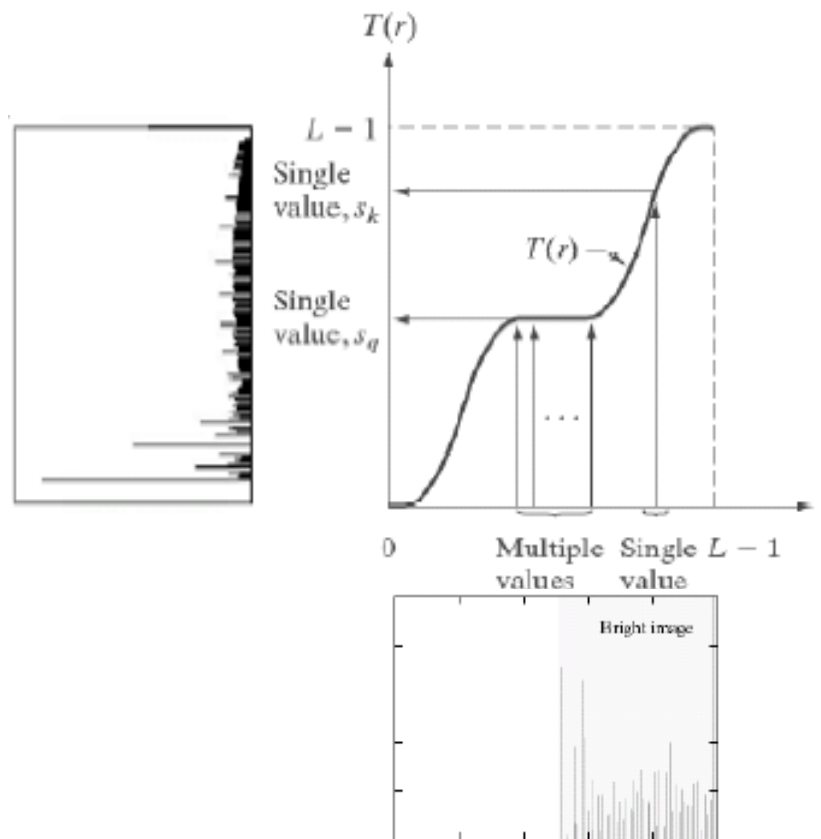 T(r)
L − 1
Single
value, s_k
T(r)
Single
value, s_q
. . .
0
Multiple
values
Single
value
L − 1
Bright image